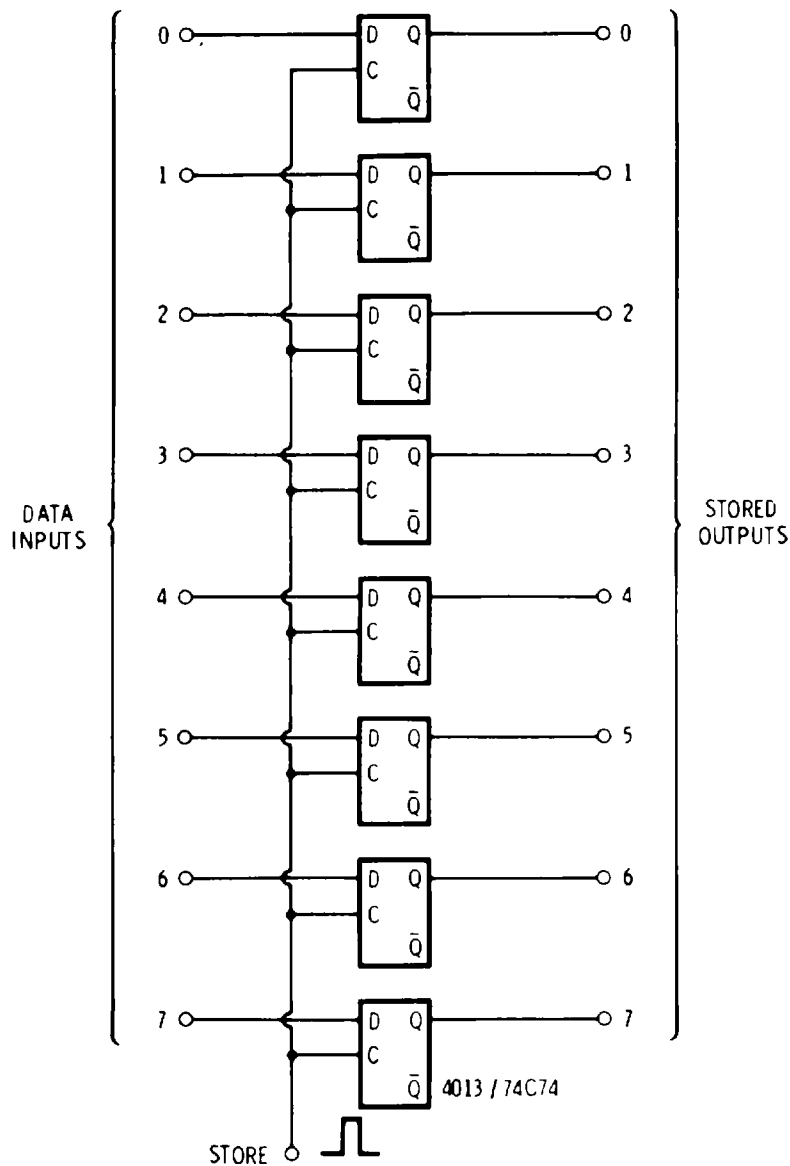 0 D Q 0
C
Q̄
1 D Q 1
C
Q̄
2 D Q 2
C
Q̄
3 D Q 3
C
Q̄
DATA
INPUTS
STORED
OUTPUTS
4 D Q 4
C
Q̄
5 D Q 5
C
Q̄
6 D Q 6
C
Q̄
7 D Q 7
C
Q̄ 4013 / 74C74
STORE